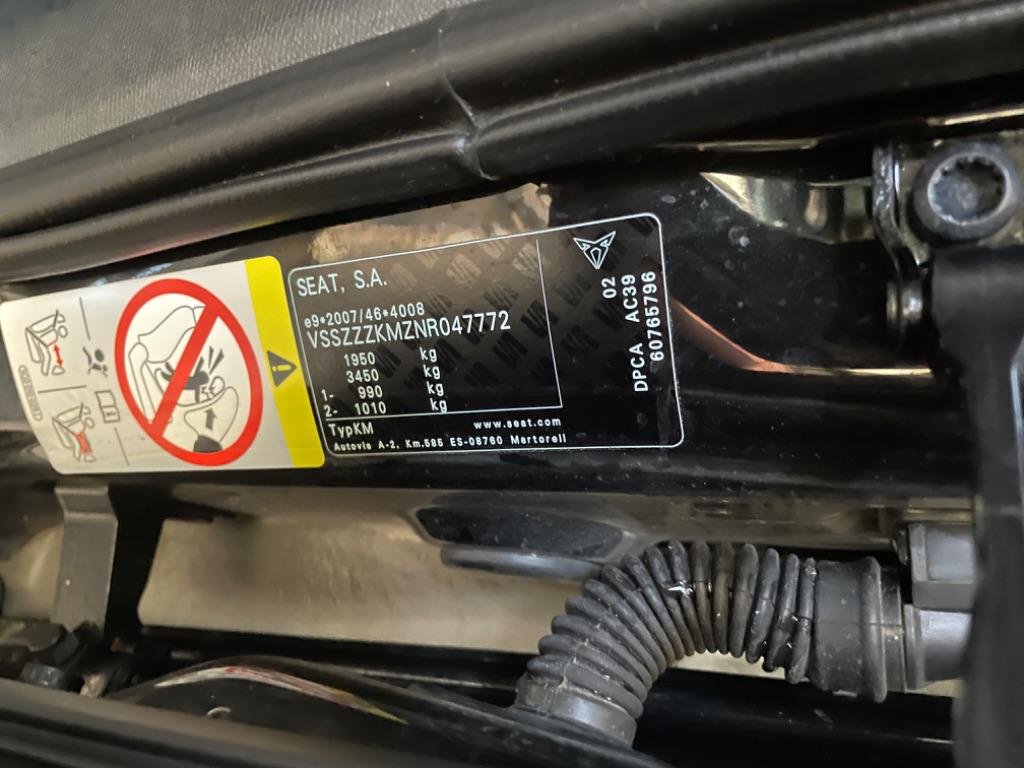 SEAT, S.A.
e9*2007/46*4008
VSSZZZKMZNR047772
1950 kg
3450 kg
1- 990 kg
2- 1010 kg
TypKM www.seat.com
Autovia A-2, Km.585 ES-08760 Martorell
DPCA AC39 02
60765796